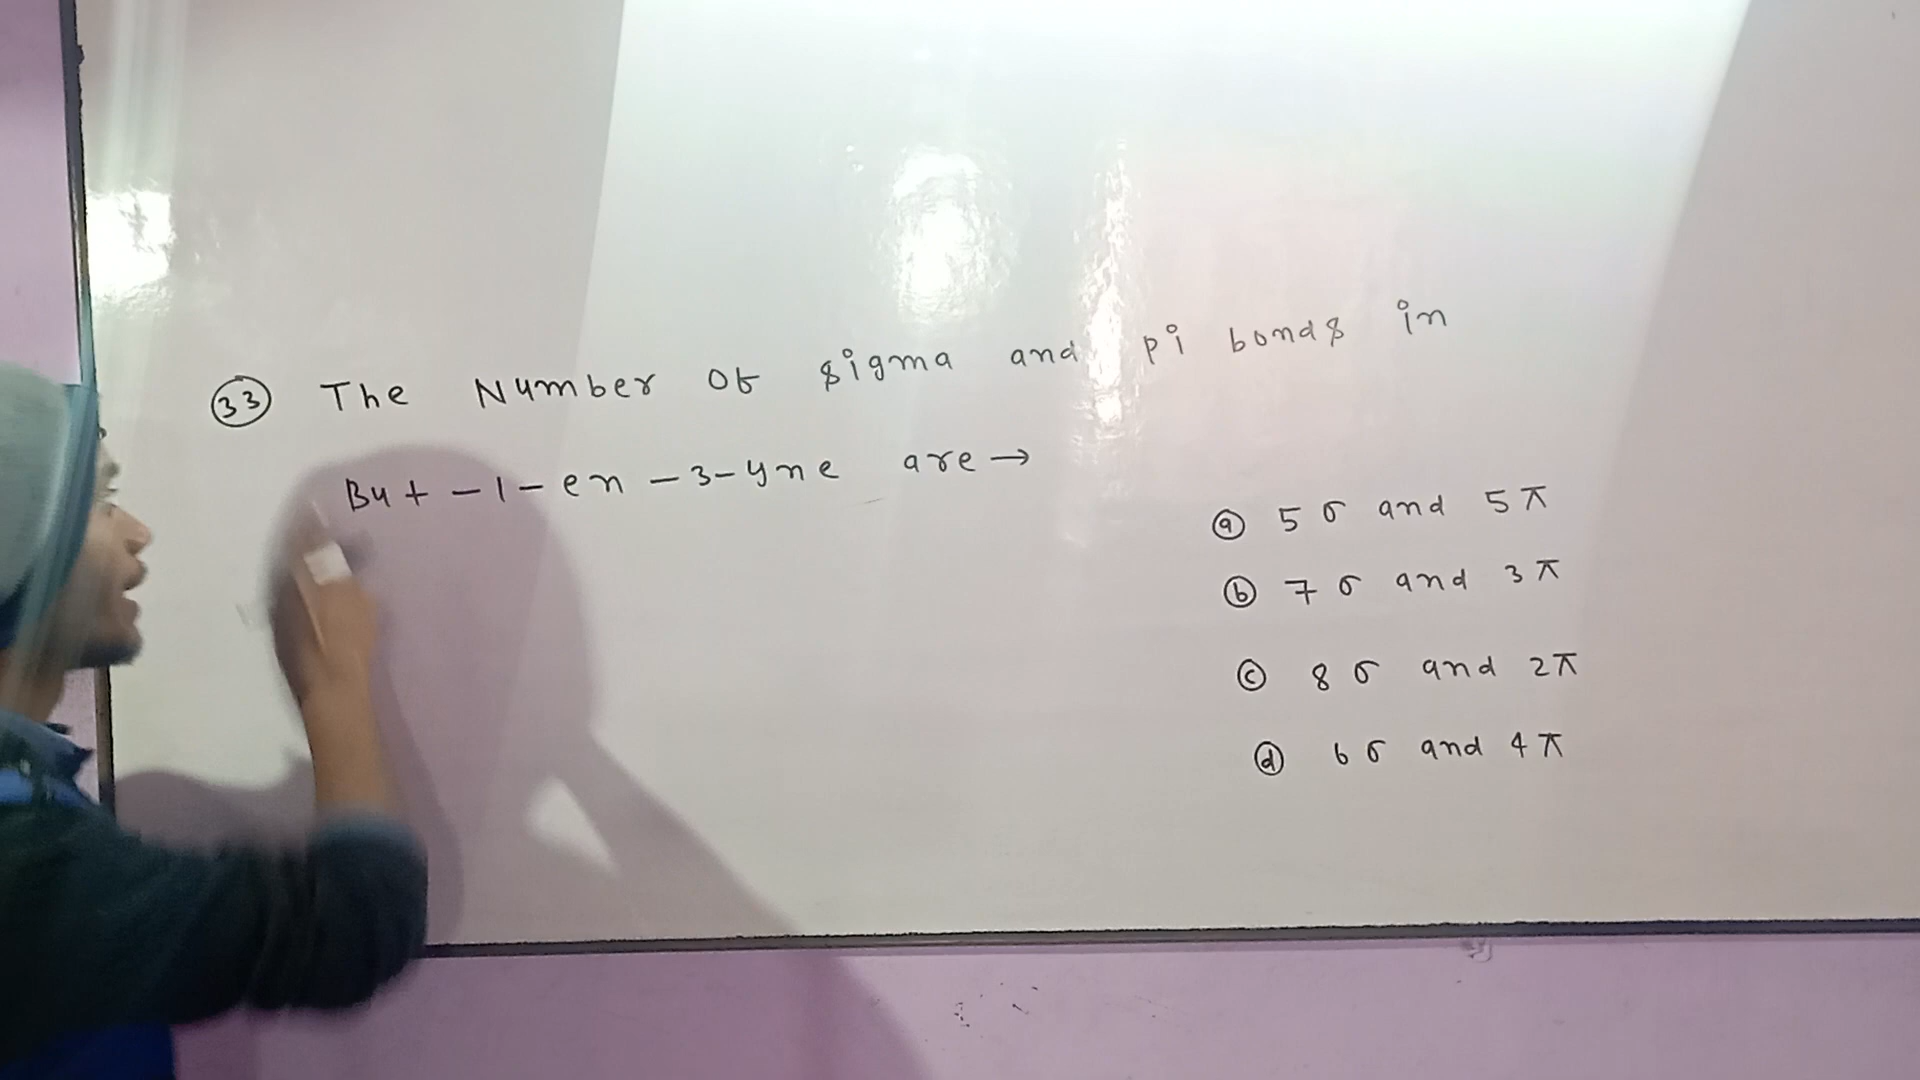 33 The Number of sigma and pi bonds in
But - 1 - en - 3 - yne are →
a 5 σ and 5 π
b 7 σ and 3 π
c 8 σ and 2 π
d 6 σ and 4 π